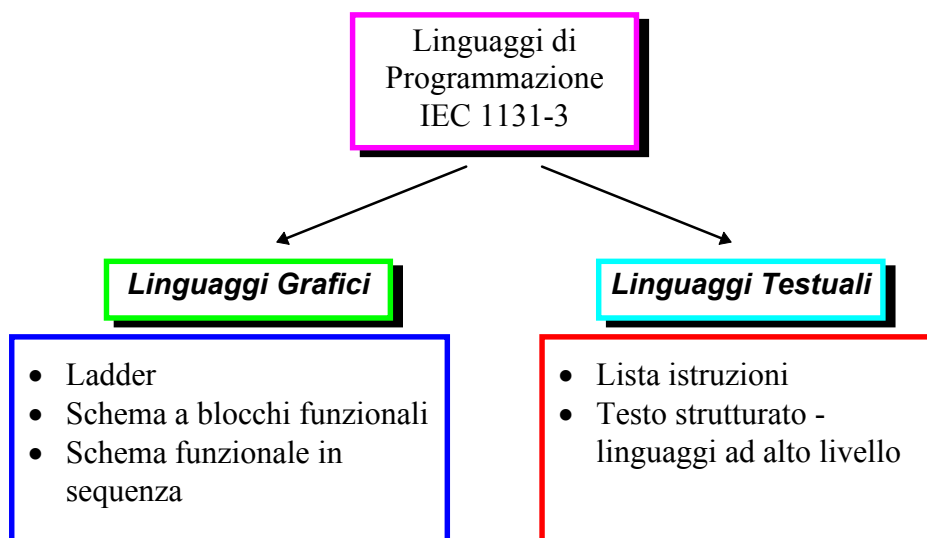 Linguaggi di
Programmazione
IEC 1131-3
Linguaggi Grafici
Linguaggi Testuali
• Ladder
• Schema a blocchi funzionali
• Schema funzionale in
sequenza
• Lista istruzioni
• Testo strutturato -
linguaggi ad alto livello